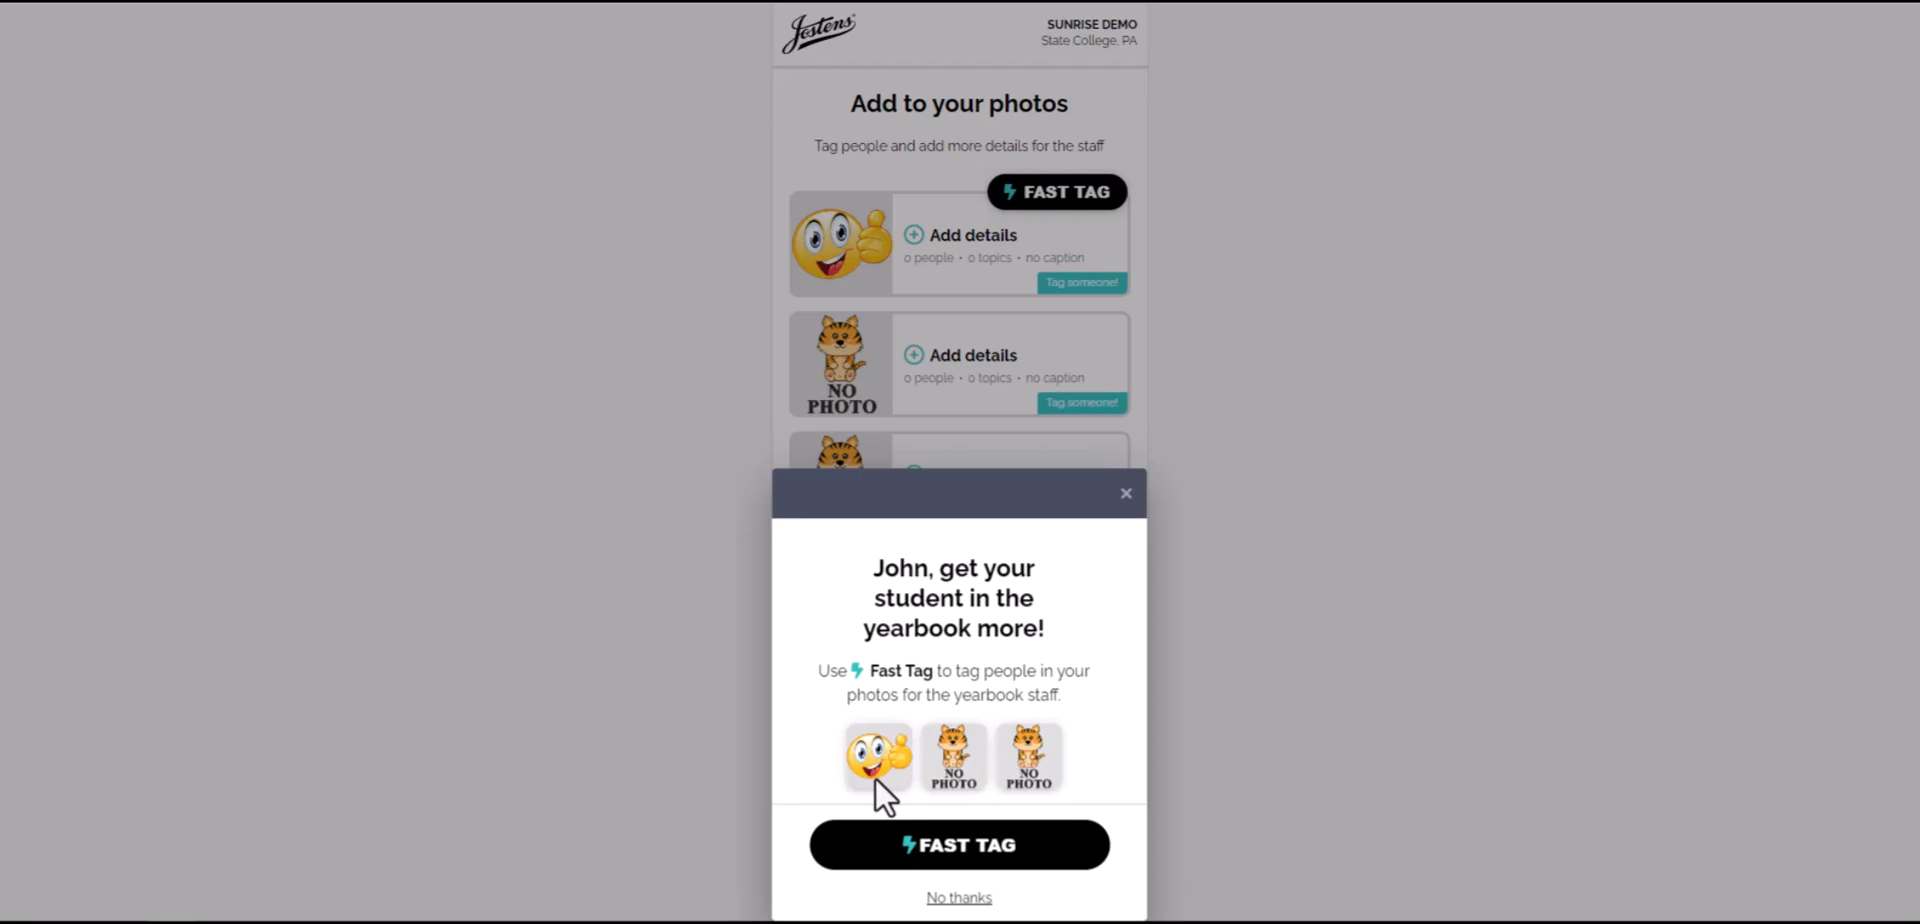 Jostens
SUNRISE DEMO
State College, PA
Add to your photos
Tag people and add more details for the staff
FAST TAG
Add details
0 people • 0 topics • no caption
Tag someone!
NO
PHOTO
Add details
0 people • 0 topics • no caption
Tag someone!
John, get your
student in the
yearbook more!
Use Fast Tag to tag people in your
photos for the yearbook staff.
NO
PHOTO
NO
PHOTO
FAST TAG
No thanks